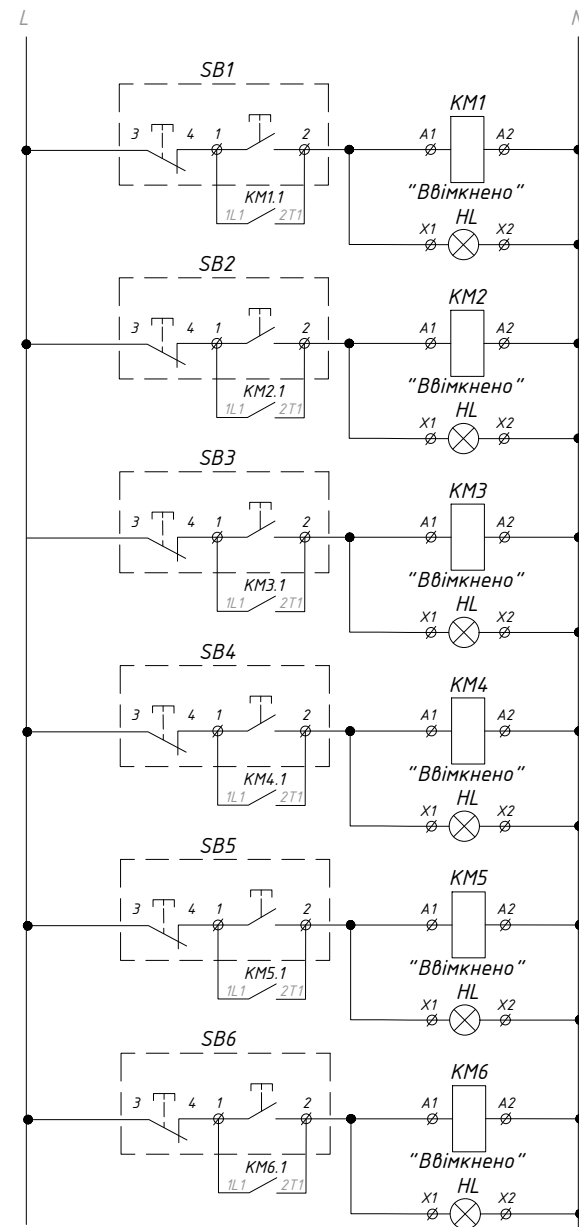 L N
SB1
KM1
3 4 1 2 A1 A2
KM1.1
1L1 2T1
"Ввімкнено"
HL
X1 X2
SB2
KM2
3 4 1 2 A1 A2
KM2.1
1L1 2T1
"Ввімкнено"
HL
X1 X2
SB3
KM3
3 4 1 2 A1 A2
KM3.1
1L1 2T1
"Ввімкнено"
HL
X1 X2
SB4
KM4
3 4 1 2 A1 A2
KM4.1
1L1 2T1
"Ввімкнено"
HL
X1 X2
SB5
KM5
3 4 1 2 A1 A2
KM5.1
1L1 2T1
"Ввімкнено"
HL
X1 X2
SB6
KM6
3 4 1 2 A1 A2
KM6.1
1L1 2T1
"Ввімкнено"
HL
X1 X2